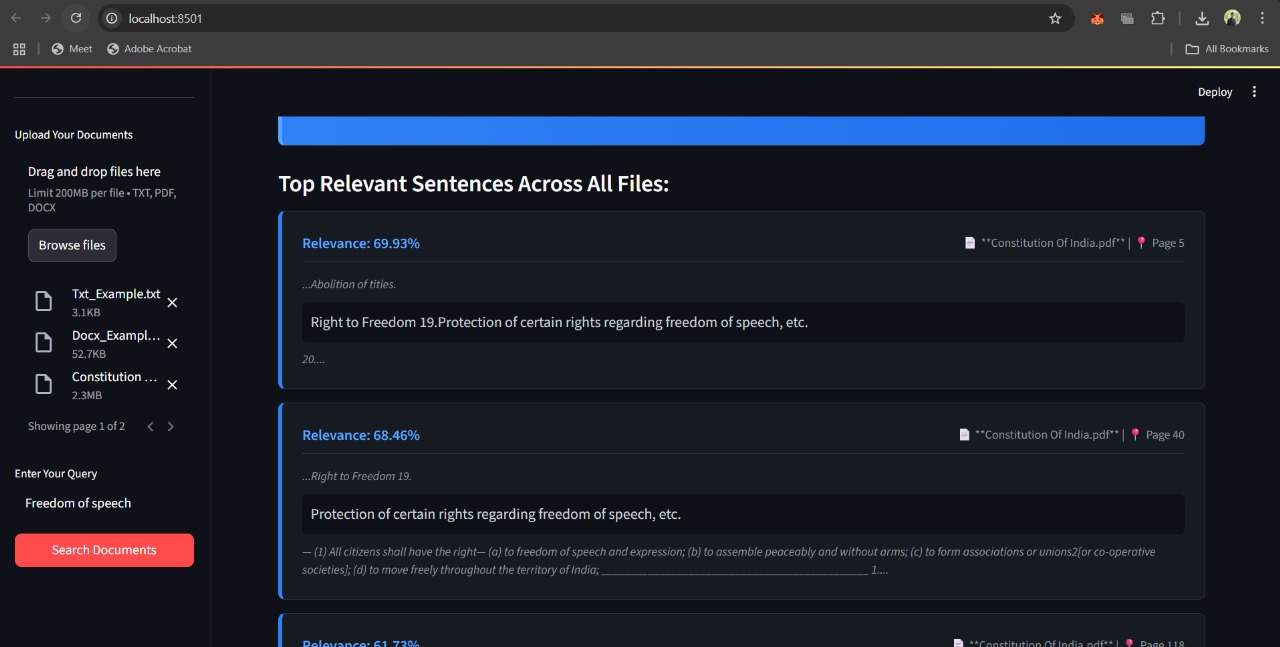 localhost:8501
Meet
Adobe Acrobat
All Bookmarks
Deploy
Upload Your Documents
Drag and drop files here
Limit 200MB per file • TXT, PDF,
DOCX
Browse files
Txt_Example.txt
3.1KB
Docx_Exampl...
52.7KB
Constitution ...
2.3MB
Showing page 1 of 2
Enter Your Query
Freedom of speech
Search Documents
Top Relevant Sentences Across All Files:
Relevance: 69.93%
**Constitution Of India.pdf** | Page 5
...Abolition of titles.
Right to Freedom 19.Protection of certain rights regarding freedom of speech, etc.
20....
Relevance: 68.46%
**Constitution Of India.pdf** | Page 40
...Right to Freedom 19.
Protection of certain rights regarding freedom of speech, etc.
— (1) All citizens shall have the right— (a) to freedom of speech and expression; (b) to assemble peaceably and without arms; (c) to form associations or unions2[or co-operative
societies]; (d) to move freely throughout the territory of India; ____________________________________________ 1....
Relevance: 61.73%
**Constitution Of India.pdf** | Page 118